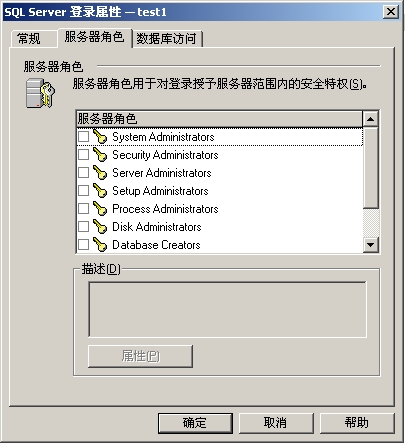 SQL Server 登录属性 — test1
常规 服务器角色 数据库访问
服务器角色
服务器角色用于对登录授予服务器范围内的安全特权(S)。
服务器角色
System Administrators
Security Administrators
Server Administrators
Setup Administrators
Process Administrators
Disk Administrators
Database Creators
描述(D)
属性(P)
确定 取消 帮助